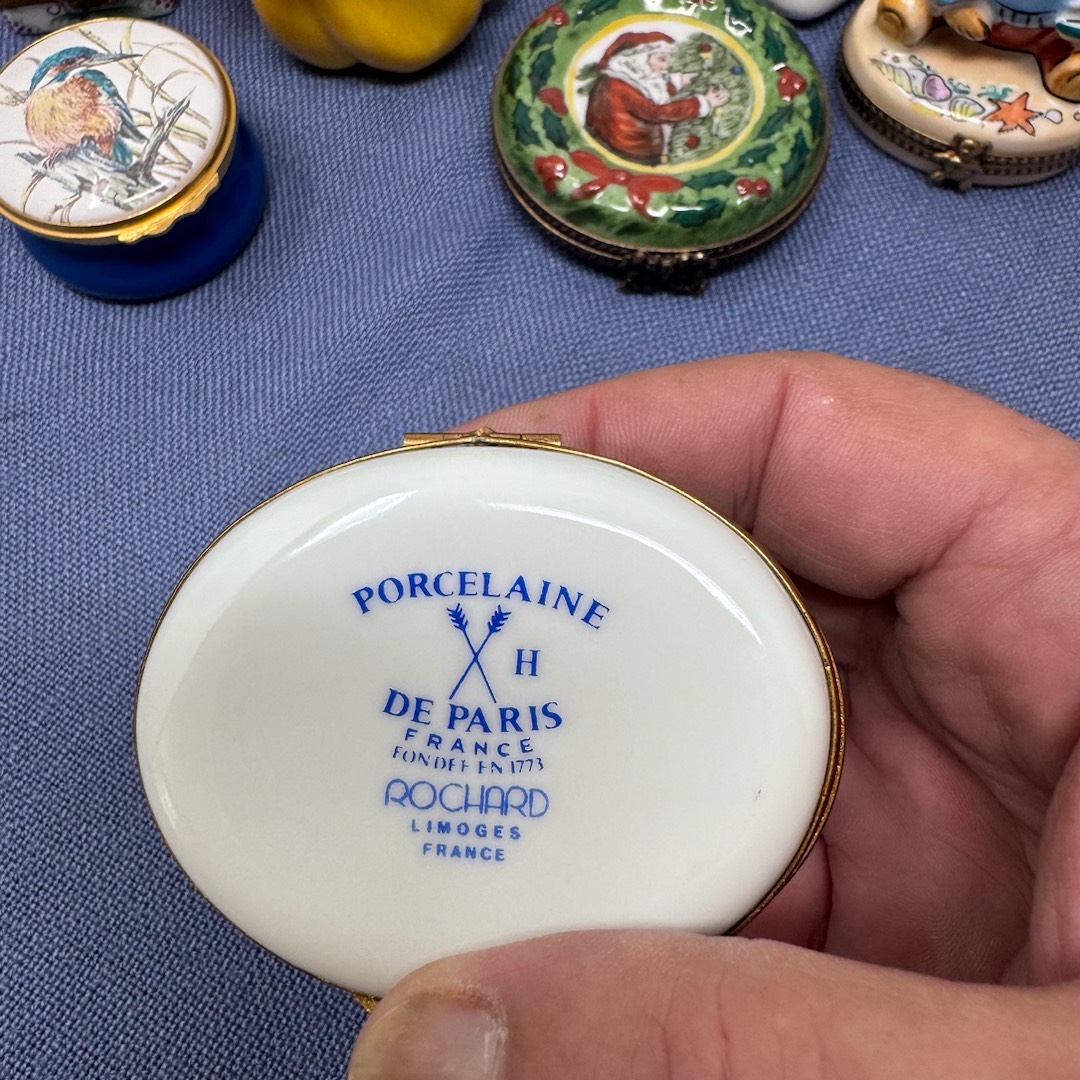 PORCELAINE
H
DE PARIS
FRANCE
FONDEE EN 1773
ROCHARD
LIMOGES
FRANCE